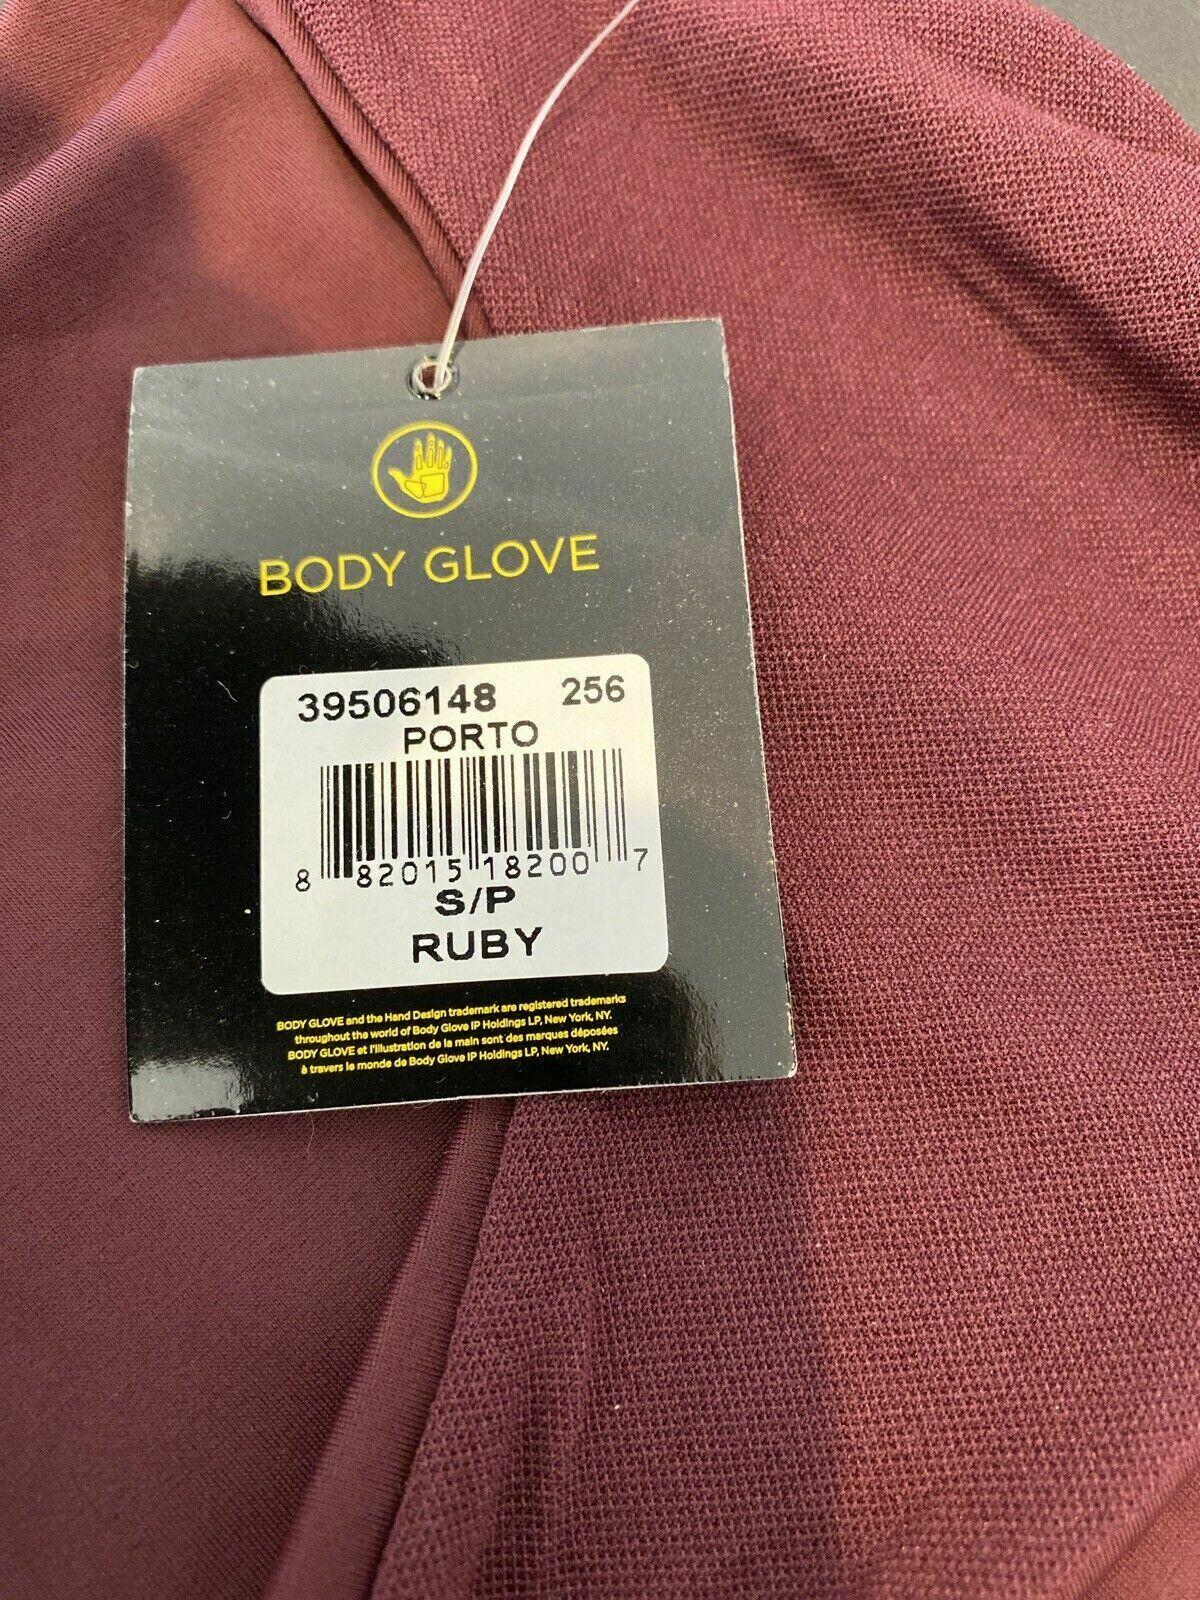 BODY GLOVE
39506148 256
PORTO
8 82015 18200 7
S/P
RUBY
BODY GLOVE and the Hand Design trademark are registered trademarks
throughout the world of Body Glove IP Holdings LP, New York, NY.
BODY GLOVE et l'illustration de la main sont des marques déposées
à travers le monde de Body Glove IP Holdings LP, New York, NY.